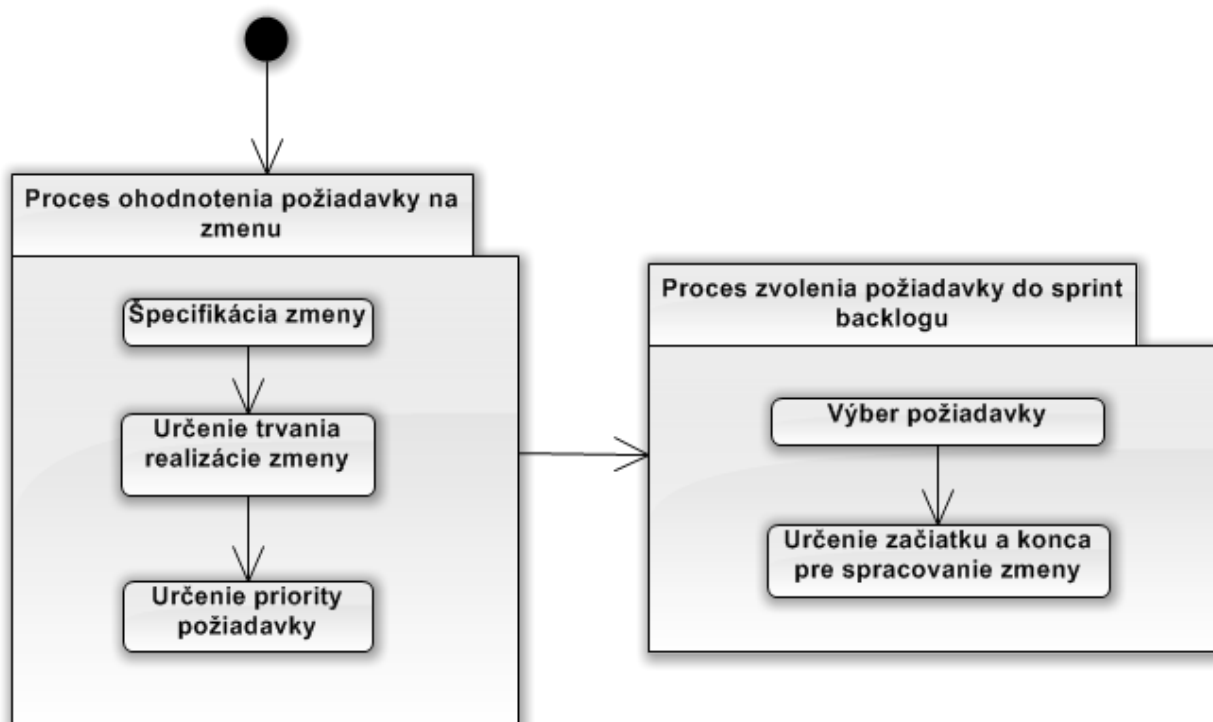 Proces ohodnotenia požiadavky na
zmenu
Špecifikácia zmeny
Určenie trvania
realizácie zmeny
Určenie priority
požiadavky
Proces zvolenia požiadavky do sprint
backlogu
Výber požiadavky
Určenie začiatku a konca
pre spracovanie zmeny